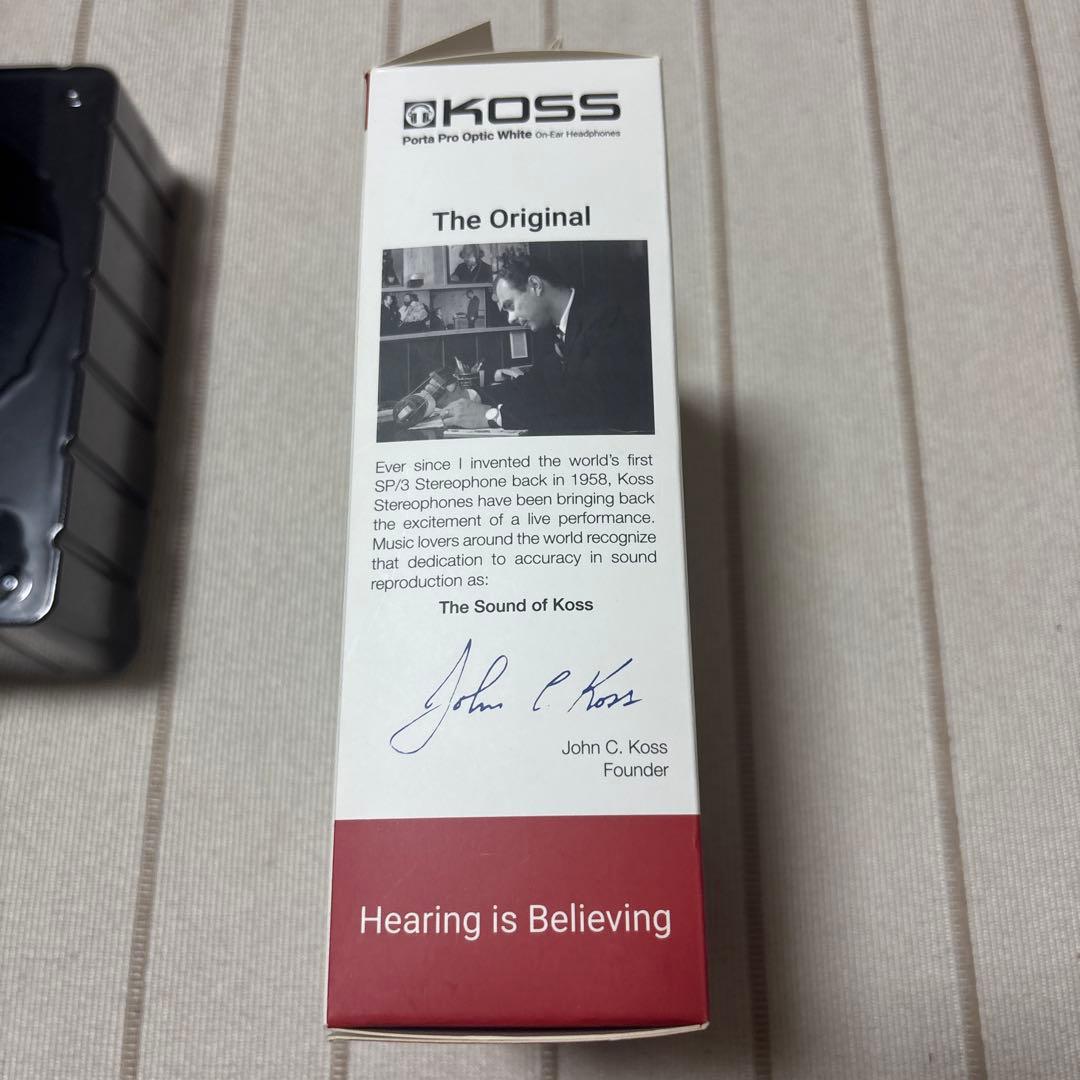 KOSS
Porta Pro Optic White On-Ear Headphones
The Original
Ever since I invented the world's first
SP/3 Stereophone back in 1958, Koss
Stereophones have been bringing back
the excitement of a live performance.
Music lovers around the world recognize
that dedication to accuracy in sound
reproduction as:
The Sound of Koss
John C. Koss
John C. Koss
Founder
Hearing is Believing